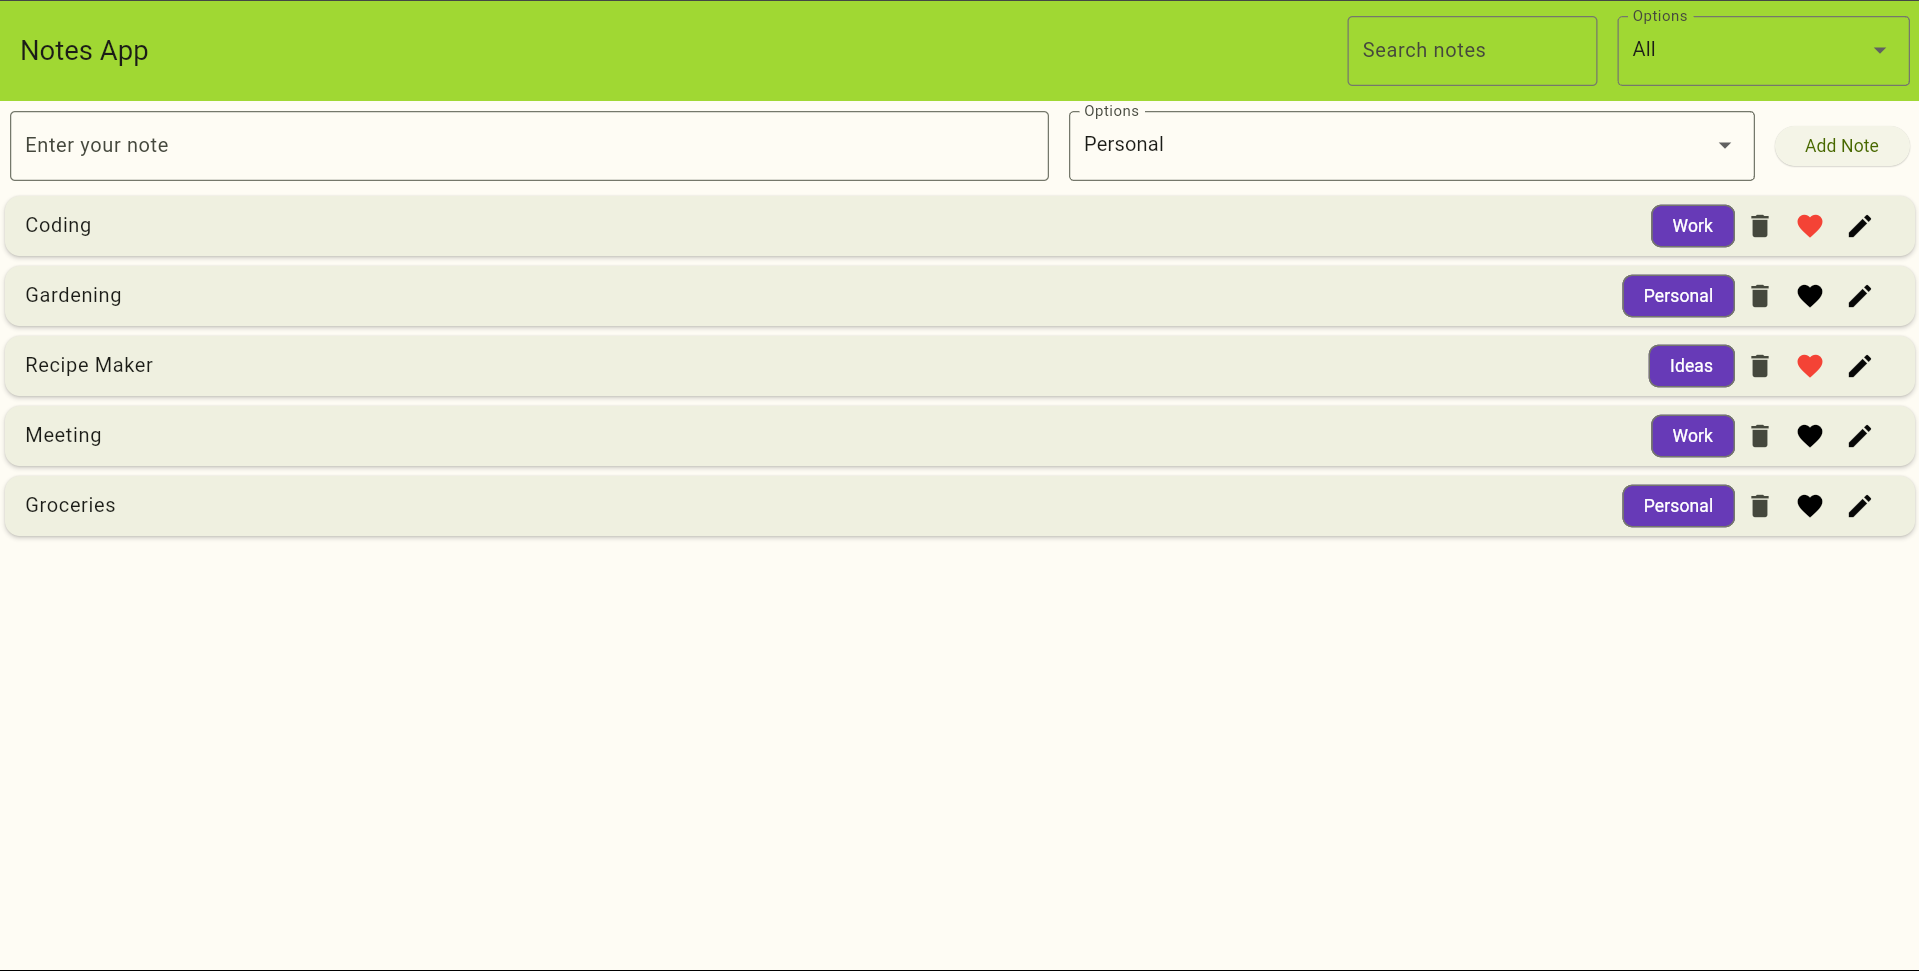 Notes App
Search notes
Options
All
Enter your note
Options
Personal
Add Note
Coding
Work
Gardening
Personal
Recipe Maker
Ideas
Meeting
Work
Groceries
Personal